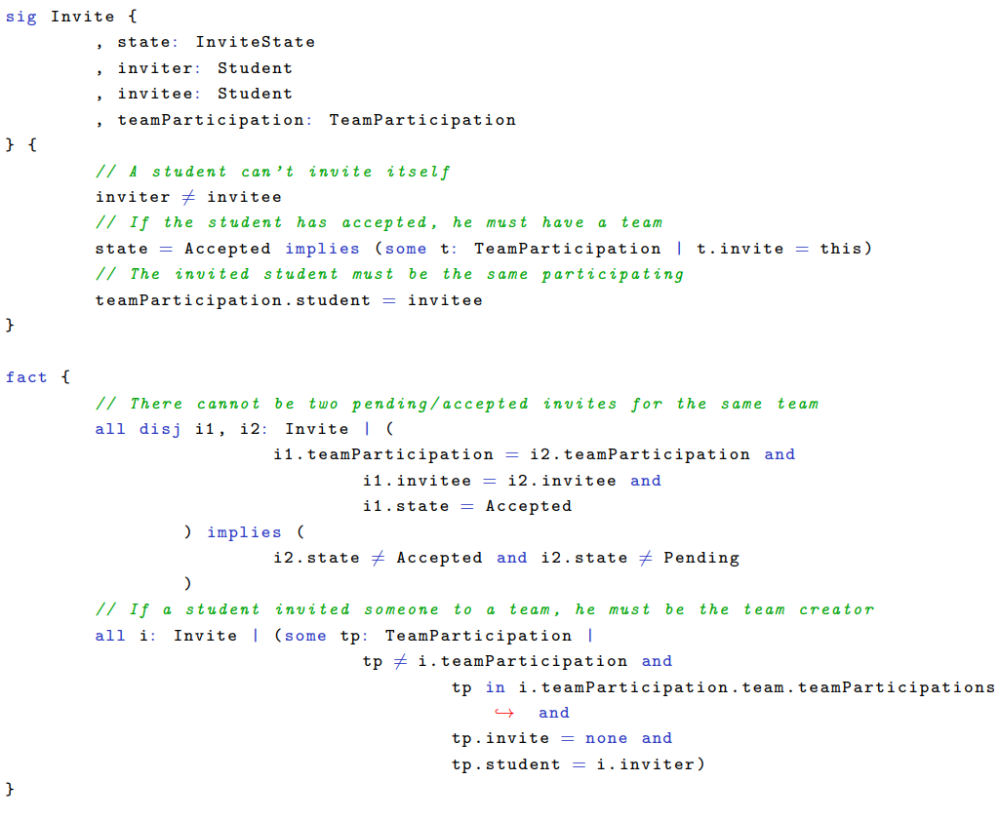 sig Invite {
, state: InviteState
, inviter: Student
, invitee: Student
, teamParticipation: TeamParticipation
} {
// A student can't invite itself
inviter ≠ invitee
// If the student has accepted, he must have a team
state = Accepted implies (some t: TeamParticipation | t.invite = this)
// The invited student must be the same participating
teamParticipation.student = invitee
}
fact {
// There cannot be two pending/accepted invites for the same team
all disj i1, i2: Invite | (
i1.teamParticipation = i2.teamParticipation and
i1.invitee = i2.invitee and
i1.state = Accepted
) implies (
i2.state ≠ Accepted and i2.state ≠ Pending
)
// If a student invited someone to a team, he must be the team creator
all i: Invite | (some tp: TeamParticipation |
tp ≠ i.teamParticipation and
tp in i.teamParticipation.team.teamParticipations
↪ and
tp.invite = none and
tp.student = i.inviter)
}